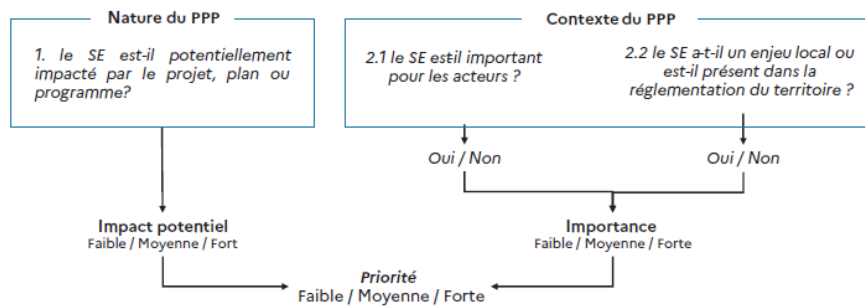 Nature du PPP
1. le SE est-il potentiellement
impacté par le projet, plan ou
programme?
Contexte du PPP
2.1 le SE est-il important
pour les acteurs ?
2.2 le SE a-t-il un enjeu local ou
est-il présent dans la
réglementation du territoire ?
Oui / Non
Oui / Non
Impact potentiel
Faible / Moyenne / Fort
Importance
Faible / Moyenne / Forte
Priorité
Faible / Moyenne / Forte